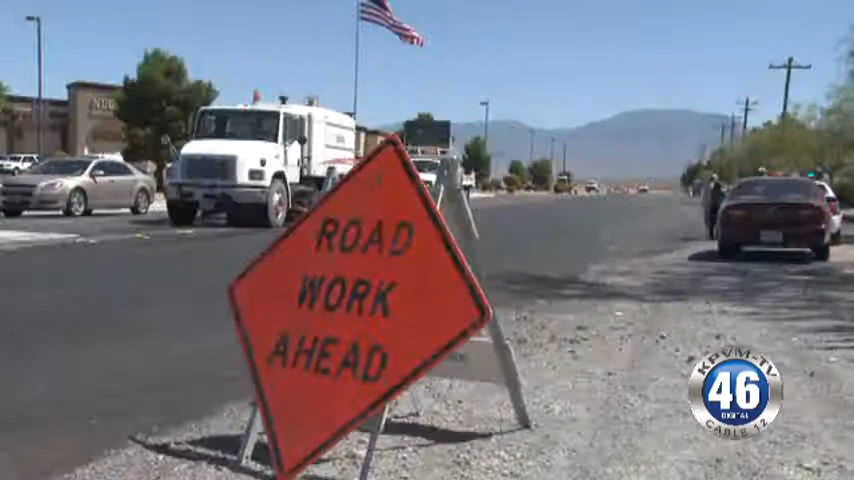 ROAD
WORK
AHEAD
KPVM-TV
46
DIGITAL
CABLE 12